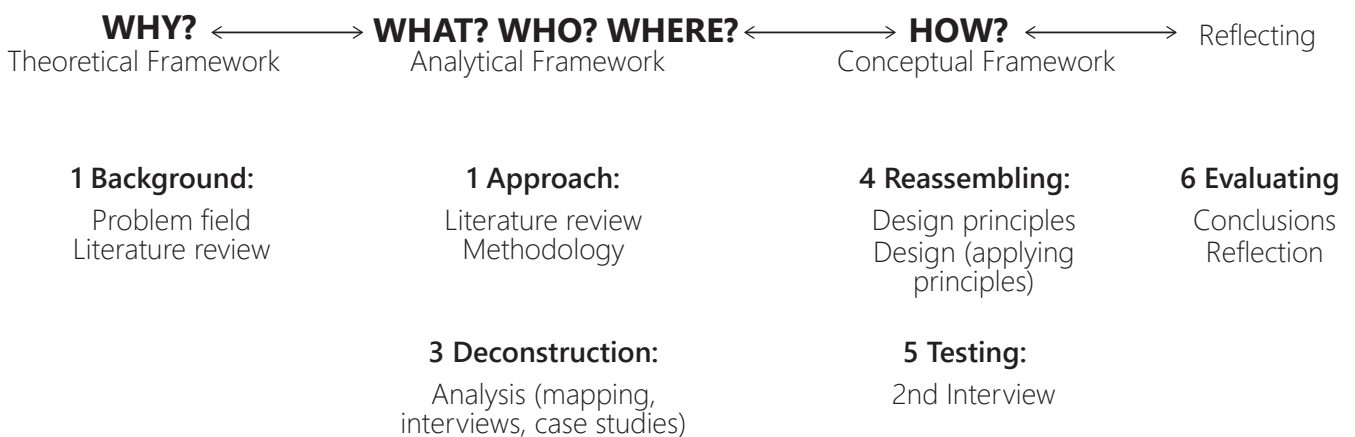 WHY?
Theoretical Framework
WHAT? WHO? WHERE?
Analytical Framework
HOW?
Conceptual Framework
Reflecting
1 Background:
Problem field
Literature review
1 Approach:
Literature review
Methodology
3 Deconstruction:
Analysis (mapping,
interviews, case studies)
4 Reassembling:
Design principles
Design (applying
principles)
5 Testing:
2nd Interview
6 Evaluating
Conclusions
Reflection